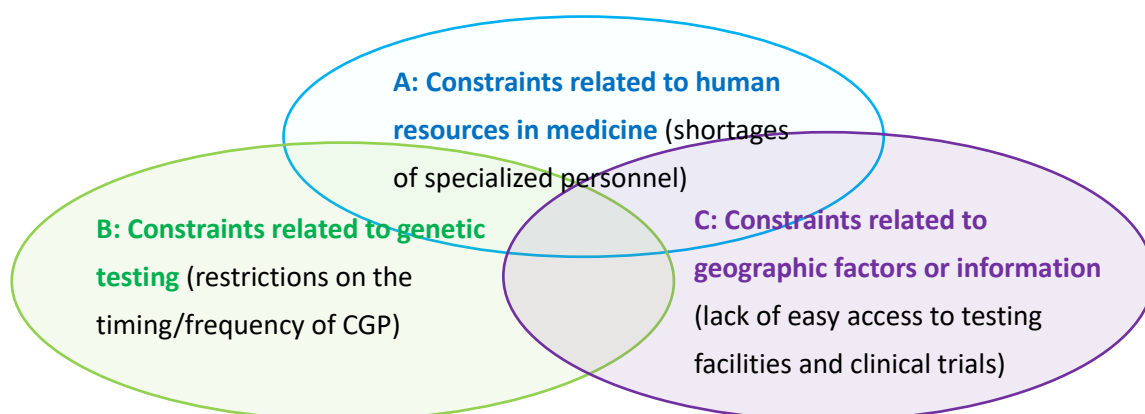 A: Constraints related to human
resources in medicine (shortages
of specialized personnel)
B: Constraints related to genetic
testing (restrictions on the
timing/frequency of CGP)
C: Constraints related to
geographic factors or information
(lack of easy access to testing
facilities and clinical trials)